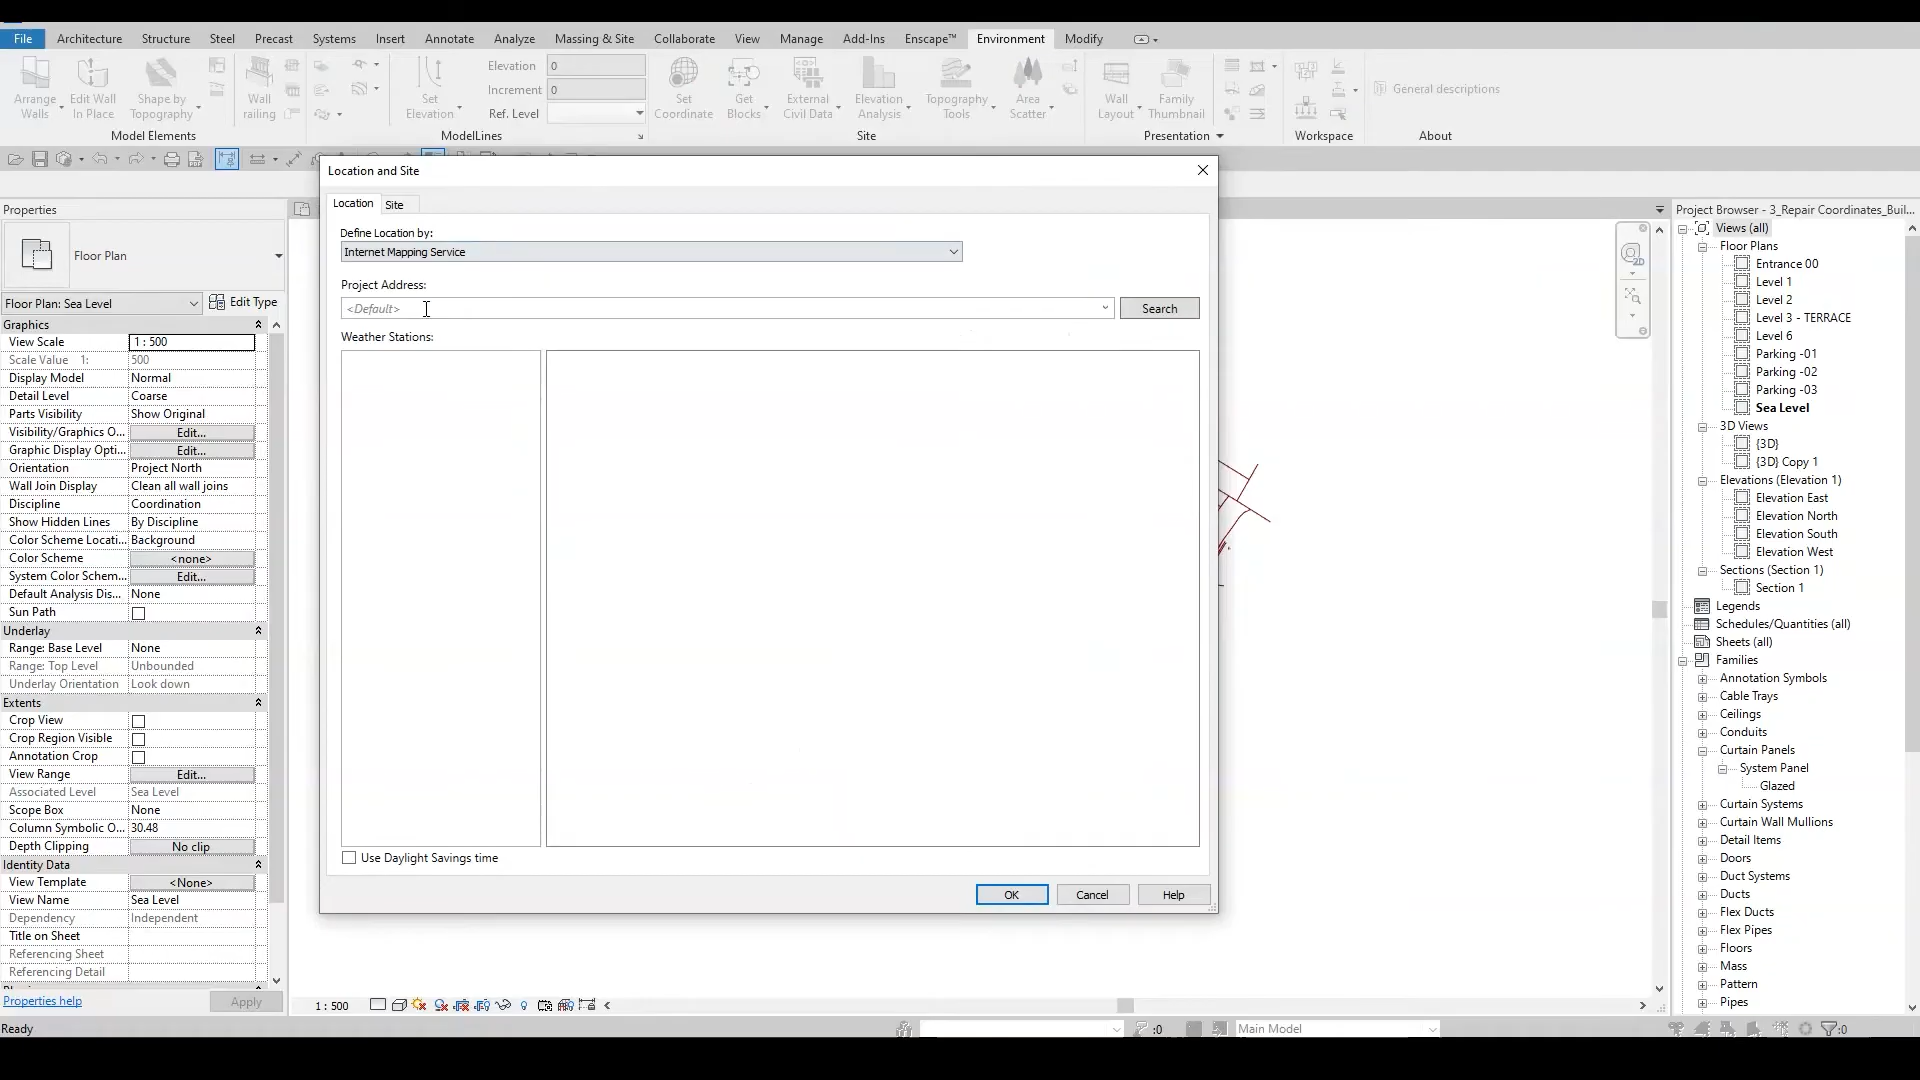 File Architecture Structure Steel Precast Systems Insert Annotate Analyze Massing & Site Collaborate View Manage Add-Ins Enscape™ Environment Modify
Arrange Walls
Edit Wall In Place
Shape by Topography
Wall railing
Set Elevation
Elevation 0
Increment 0
Ref. Level
Set Coordinate
Get Blocks
External Civil Data
Elevation Analysis
Topography Tools
Area Scatter
Wall Layout
Family Thumbnail
General descriptions
Model Elements ModelLines Site Presentation Workspace About
Properties
Floor Plan
Floor Plan: Sea Level Edit Type
Graphics
View Scale 1 : 500
Scale Value 1: 500
Display Model Normal
Detail Level Coarse
Parts Visibility Show Original
Visibility/Graphics O... Edit...
Graphic Display Opti... Edit...
Orientation Project North
Wall Join Display Clean all wall joins
Discipline Coordination
Show Hidden Lines By Discipline
Color Scheme Locati... Background
Color Scheme <none>
System Color Schem... Edit...
Default Analysis Dis... None
Sun Path
Underlay
Range: Base Level None
Range: Top Level Unbounded
Underlay Orientation Look down
Extents
Crop View
Crop Region Visible
Annotation Crop
View Range Edit...
Associated Level Sea Level
Scope Box None
Column Symbolic O... 30.48
Depth Clipping No clip
Identity Data
View Template <None>
View Name Sea Level
Dependency Independent
Title on Sheet
Referencing Sheet
Referencing Detail
Properties help Apply
Location and Site
Location Site
Define Location by:
Internet Mapping Service
Project Address:
<Default> Search
Weather Stations:
Use Daylight Savings time
OK Cancel Help
Project Browser - 3_Repair Coordinates_Buil...
Views (all)
Floor Plans
Entrance 00
Level 1
Level 2
Level 3 - TERRACE
Level 6
Parking -01
Parking -02
Parking -03
Sea Level
3D Views
{3D}
{3D} Copy 1
Elevations (Elevation 1)
Elevation East
Elevation North
Elevation South
Elevation West
Sections (Section 1)
Section 1
Legends
Schedules/Quantities (all)
Sheets (all)
Families
Annotation Symbols
Cable Trays
Ceilings
Conduits
Curtain Panels
System Panel
Glazed
Curtain Systems
Curtain Wall Mullions
Detail Items
Doors
Duct Systems
Ducts
Flex Ducts
Flex Pipes
Floors
Mass
Pattern
Pipes
2D
1 : 500
Ready :0 Main Model :0